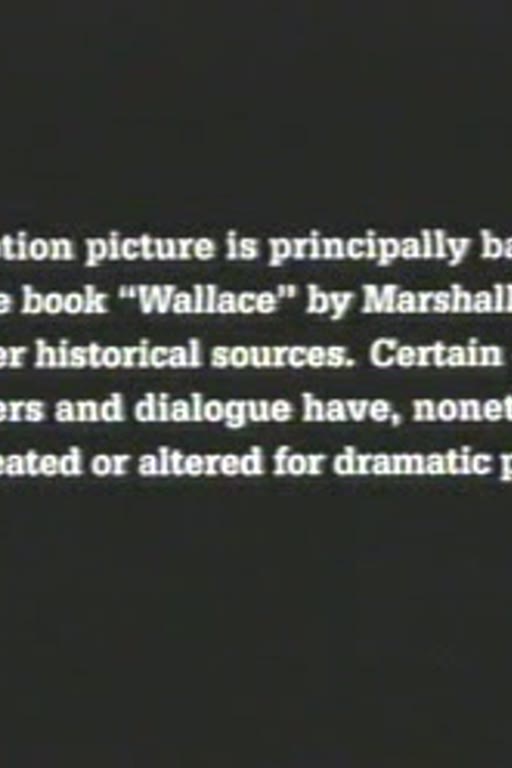 tion picture is principally ba
e book “Wallace” by Marshall
er historical sources. Certain
ers and dialogue have, nonet
eated or altered for dramatic p